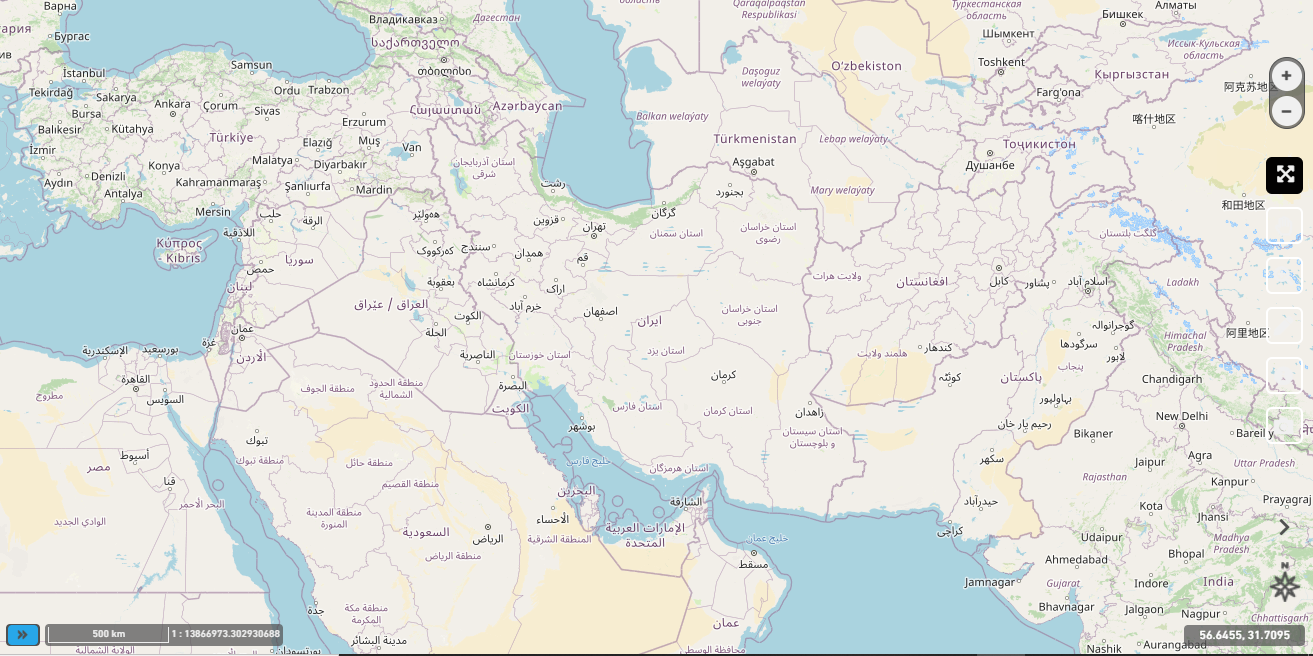 Варна
Бургас
Владикавказ
Дагестан
Qaraqalpaqstan
Respublikası
Туркестанская
область
Алматы
Бишкек
Шымкент
Иссык-Кульская
область
İstanbul
Samsun
საქართველო
თბილისი
Daşoguz
welaýaty
Oʻzbekiston
Toshkent
Кыргызстан
阿克苏地区
Tekirdağ
Sakarya
Ankara
Çorum
Ordu
Trabzon
Հայաստան
Azərbaycan
Fargʻona
Bursa
Sivas
Balıkesir
Kütahya
Türkiye
Erzurum
Balkan welaýaty
喀什地区
İzmir
Elazığ
Muş
Van
Türkmenistan
Lebap welaýaty
Тоҷикистон
Konya
Malatya
Diyarbakır
استان آذربایجان
شرقی
Aşgabat
Душанбе
Aydın
Denizli
Antalya
Kahramanmaraş
Şanlıurfa
Mardin
رشت
بجنورد
Mary welaýaty
Mersin
حلب
الرقة
هەولێر
قزوین
تهران
گرگان
和田地区
اللاذقية
Κύπρος
- Kıbrıs
سوريا
کەرکووک
سنندج
همدان
قم
استان سمنان
استان خراسان
رضوی
گلگت بلتستان
حمص
لبنان
بعقوبة
کرمانشاه
اراک
ولایت هرات
افغانستان
کابل
پشاور
اسلام آباد
Ladakh
العراق / عێراق
الكوت
خرم آباد
اصفهان
ایران
استان خراسان
جنوبی
گوجرانوالہ
阿里地区
عمان
غزة
الحلة
Himachal
Pradesh
الإسكندرية
بورسعيد
الأردن
الناصرية
استان خوزستان
استان یزد
هلمند ولايت
کندهار
سرگودها
لاہور
القاهرة
منطقة الجوف
منطقة الحدود
الشمالية
البصرة
کرمان
کوئٹہ
پاکستان
پنجاب
Chandigarh
مطروح
السويس
الكويت
استان فارس
استان کرمان
زاهدان
بہاولپور
New Delhi
تبوك
بوشهر
استان سیستان
و بلوچستان
رحیم یار خان
Bikaner
Bareilly
مصر
أسيوط
منطقة تبوك
منطقة حائل
خلیج فارس
استان هرمزگان
سکھر
Jaipur
Agra
Uttar Pradesh
قنا
منطقة القصيم
البحرين
الشارقة
Rajasthan
Kanpur
البحر الأحمر
منطقة المدينة
المنورة
حیدرآباد
Kota
Prayagraj
الوادي الجديد
السعودية
الرياض
الأحساء
المنطقة الشرقية
الإمارات العربية
المتحدة
خليج عمان
کراچی
Jhansi
Udaipur
Madhya
Pradesh
منطقة الرياض
مسقط
Ahmedabad
Bhopal
N
Jamnagar
Gujarat
Indore
India
جدة
منطقة مكة
المكرمة
عمان
Bhavnagar
Jalgaon
Nagpur
Chhattisgarh
500 km
1 : 13866973.302930688
مدينة البشائر
56.6455, 31.7095
الولاية الشمالية
بورتسودان
محافظة الوسطى
Nashik
Aurangabad